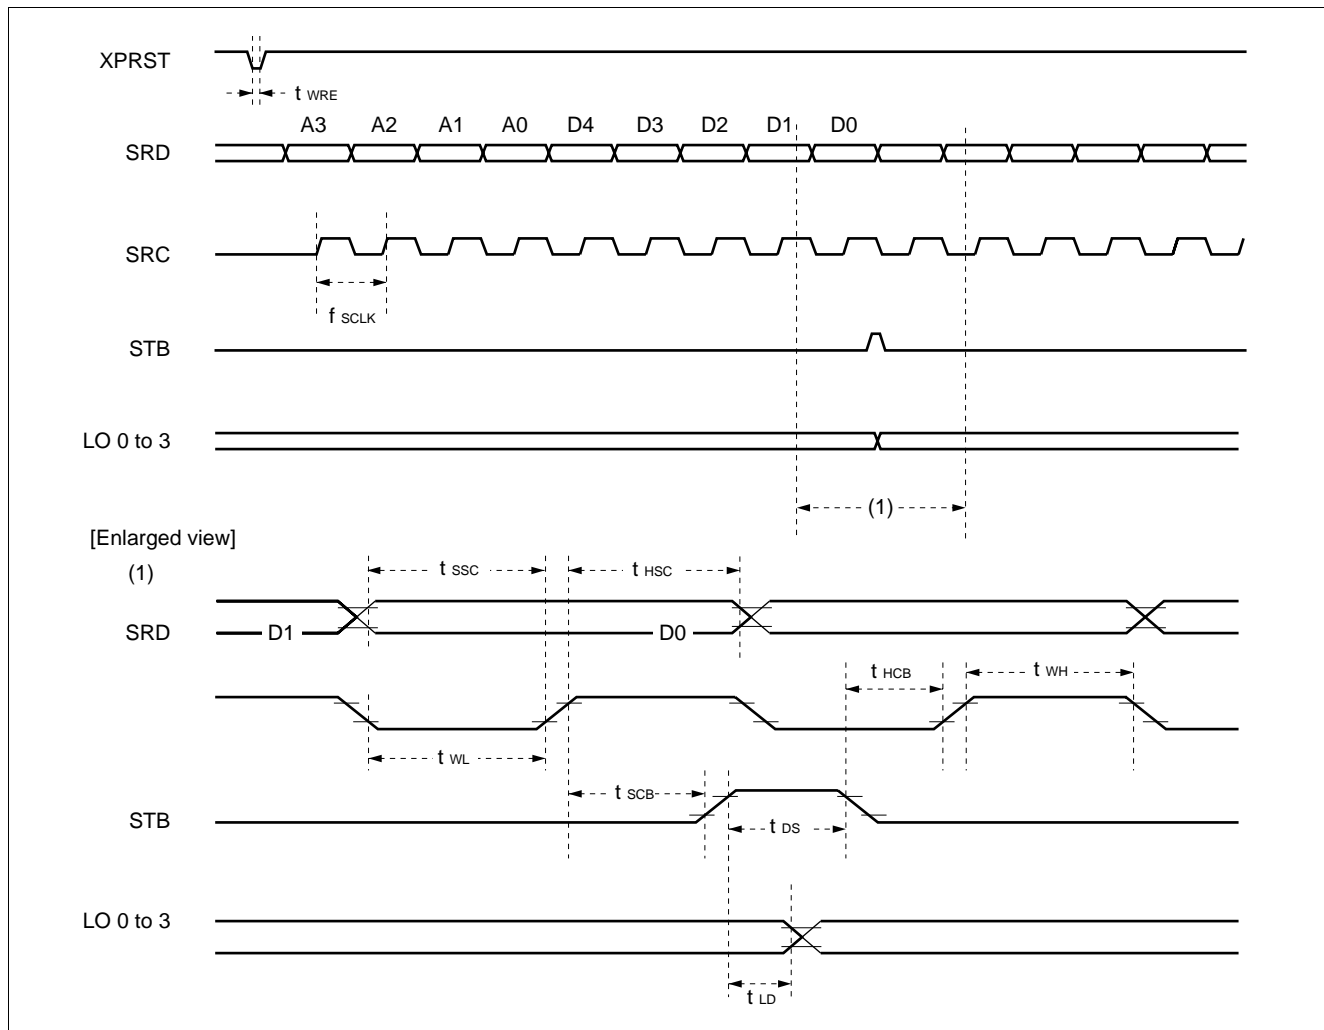 XPRST
t WRE
A3 A2 A1 A0 D4 D3 D2 D1 D0
SRD
SRC
f SCLK
STB
LO 0 to 3
(1)
[Enlarged view]
(1)
t SSC t HSC
SRD D1 D0
t HCB t WH
t WL
t SCB
STB
t DS
LO 0 to 3
t LD